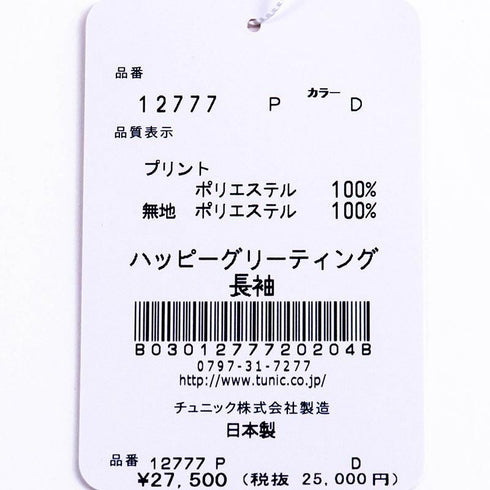 品番
12777 P カラー D
品質表示
プリント
ポリエステル 100%
無地 ポリエステル 100%
ハッピーグリーティング
長袖
B0301277720204B
0797-31-7277
http://www.tunic.co.jp/
チュニック株式会社製造
日本製
品番 12777 P D
¥27,500 (税抜 25,000円)